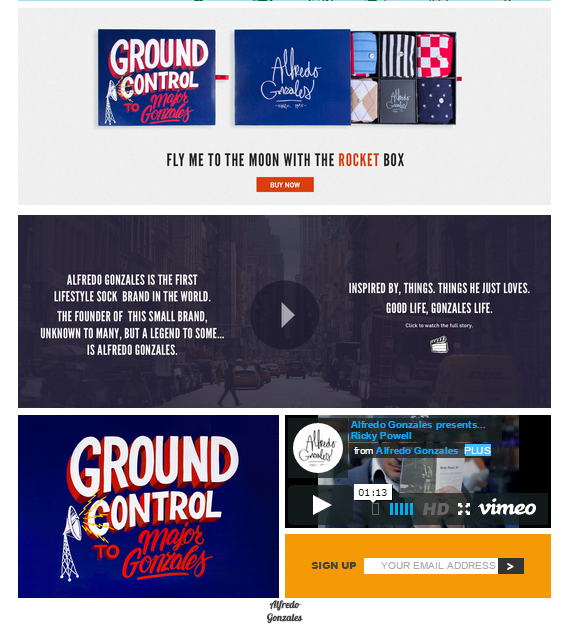 GROUND
CONTROL
TO Major
Gonzales
Alfredo
Gonzales
FLY ME TO THE MOON WITH THE ROCKET BOX
BUY NOW
ALFREDO GONZALES IS THE FIRST
LIFESTYLE SOCK BRAND IN THE WORLD.
THE FOUNDER OF THIS SMALL BRAND,
UNKNOWN TO MANY, BUT A LEGEND TO SOME...
IS ALFREDO GONZALES.
INSPIRED BY, THINGS. THINGS HE JUST LOVES.
GOOD LIFE, GONZALES LIFE.
Click to watch the full story.
GROUND
CONTROL
TO Major
Gonzales
Alfredo
Gonzales
Alfredo Gonzales presents...
Ricky Powell
from Alfredo Gonzales PLUS
01:13
HD vimeo
SIGN UP YOUR EMAIL ADDRESS >
Alfredo
Gonzales